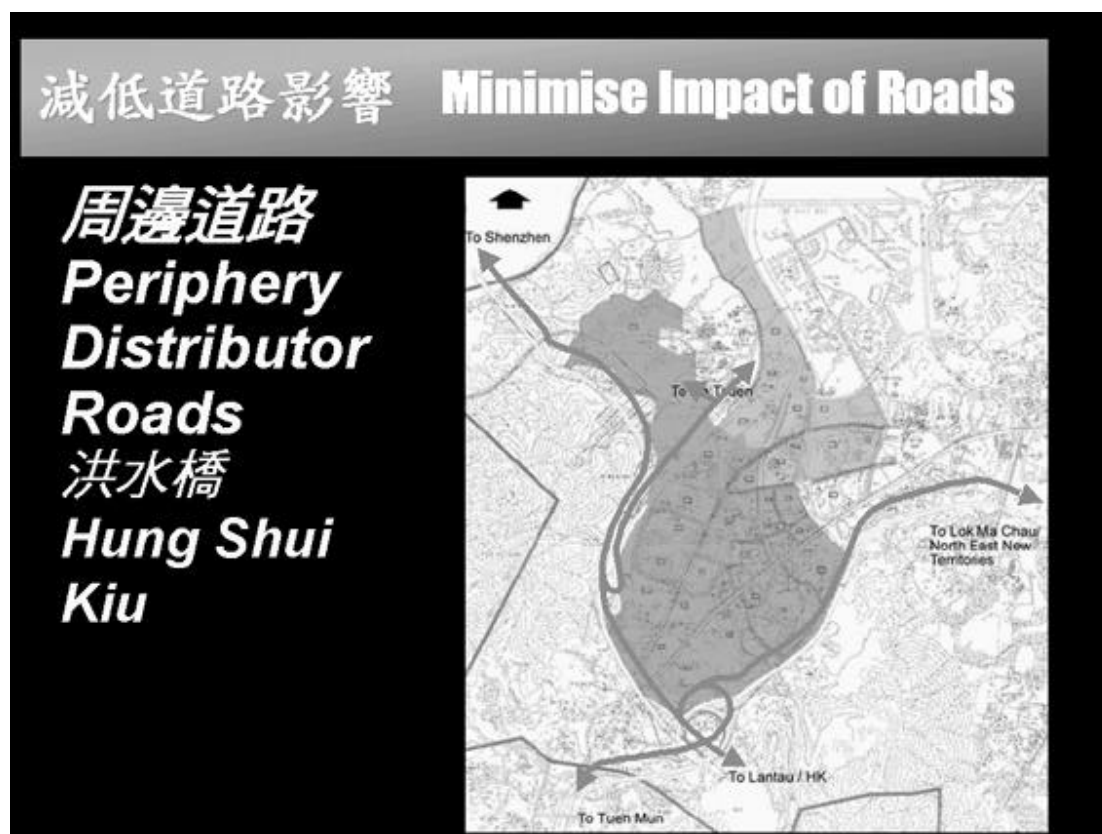 減低道路影響 Minimise Impact of Roads
周邊道路
Periphery
Distributor
Roads
洪水橋
Hung Shui
Kiu
To Shenzhen
To Lok Ma Chau/
North East New
Territories
To Lantau / HK
To Tuen Mun